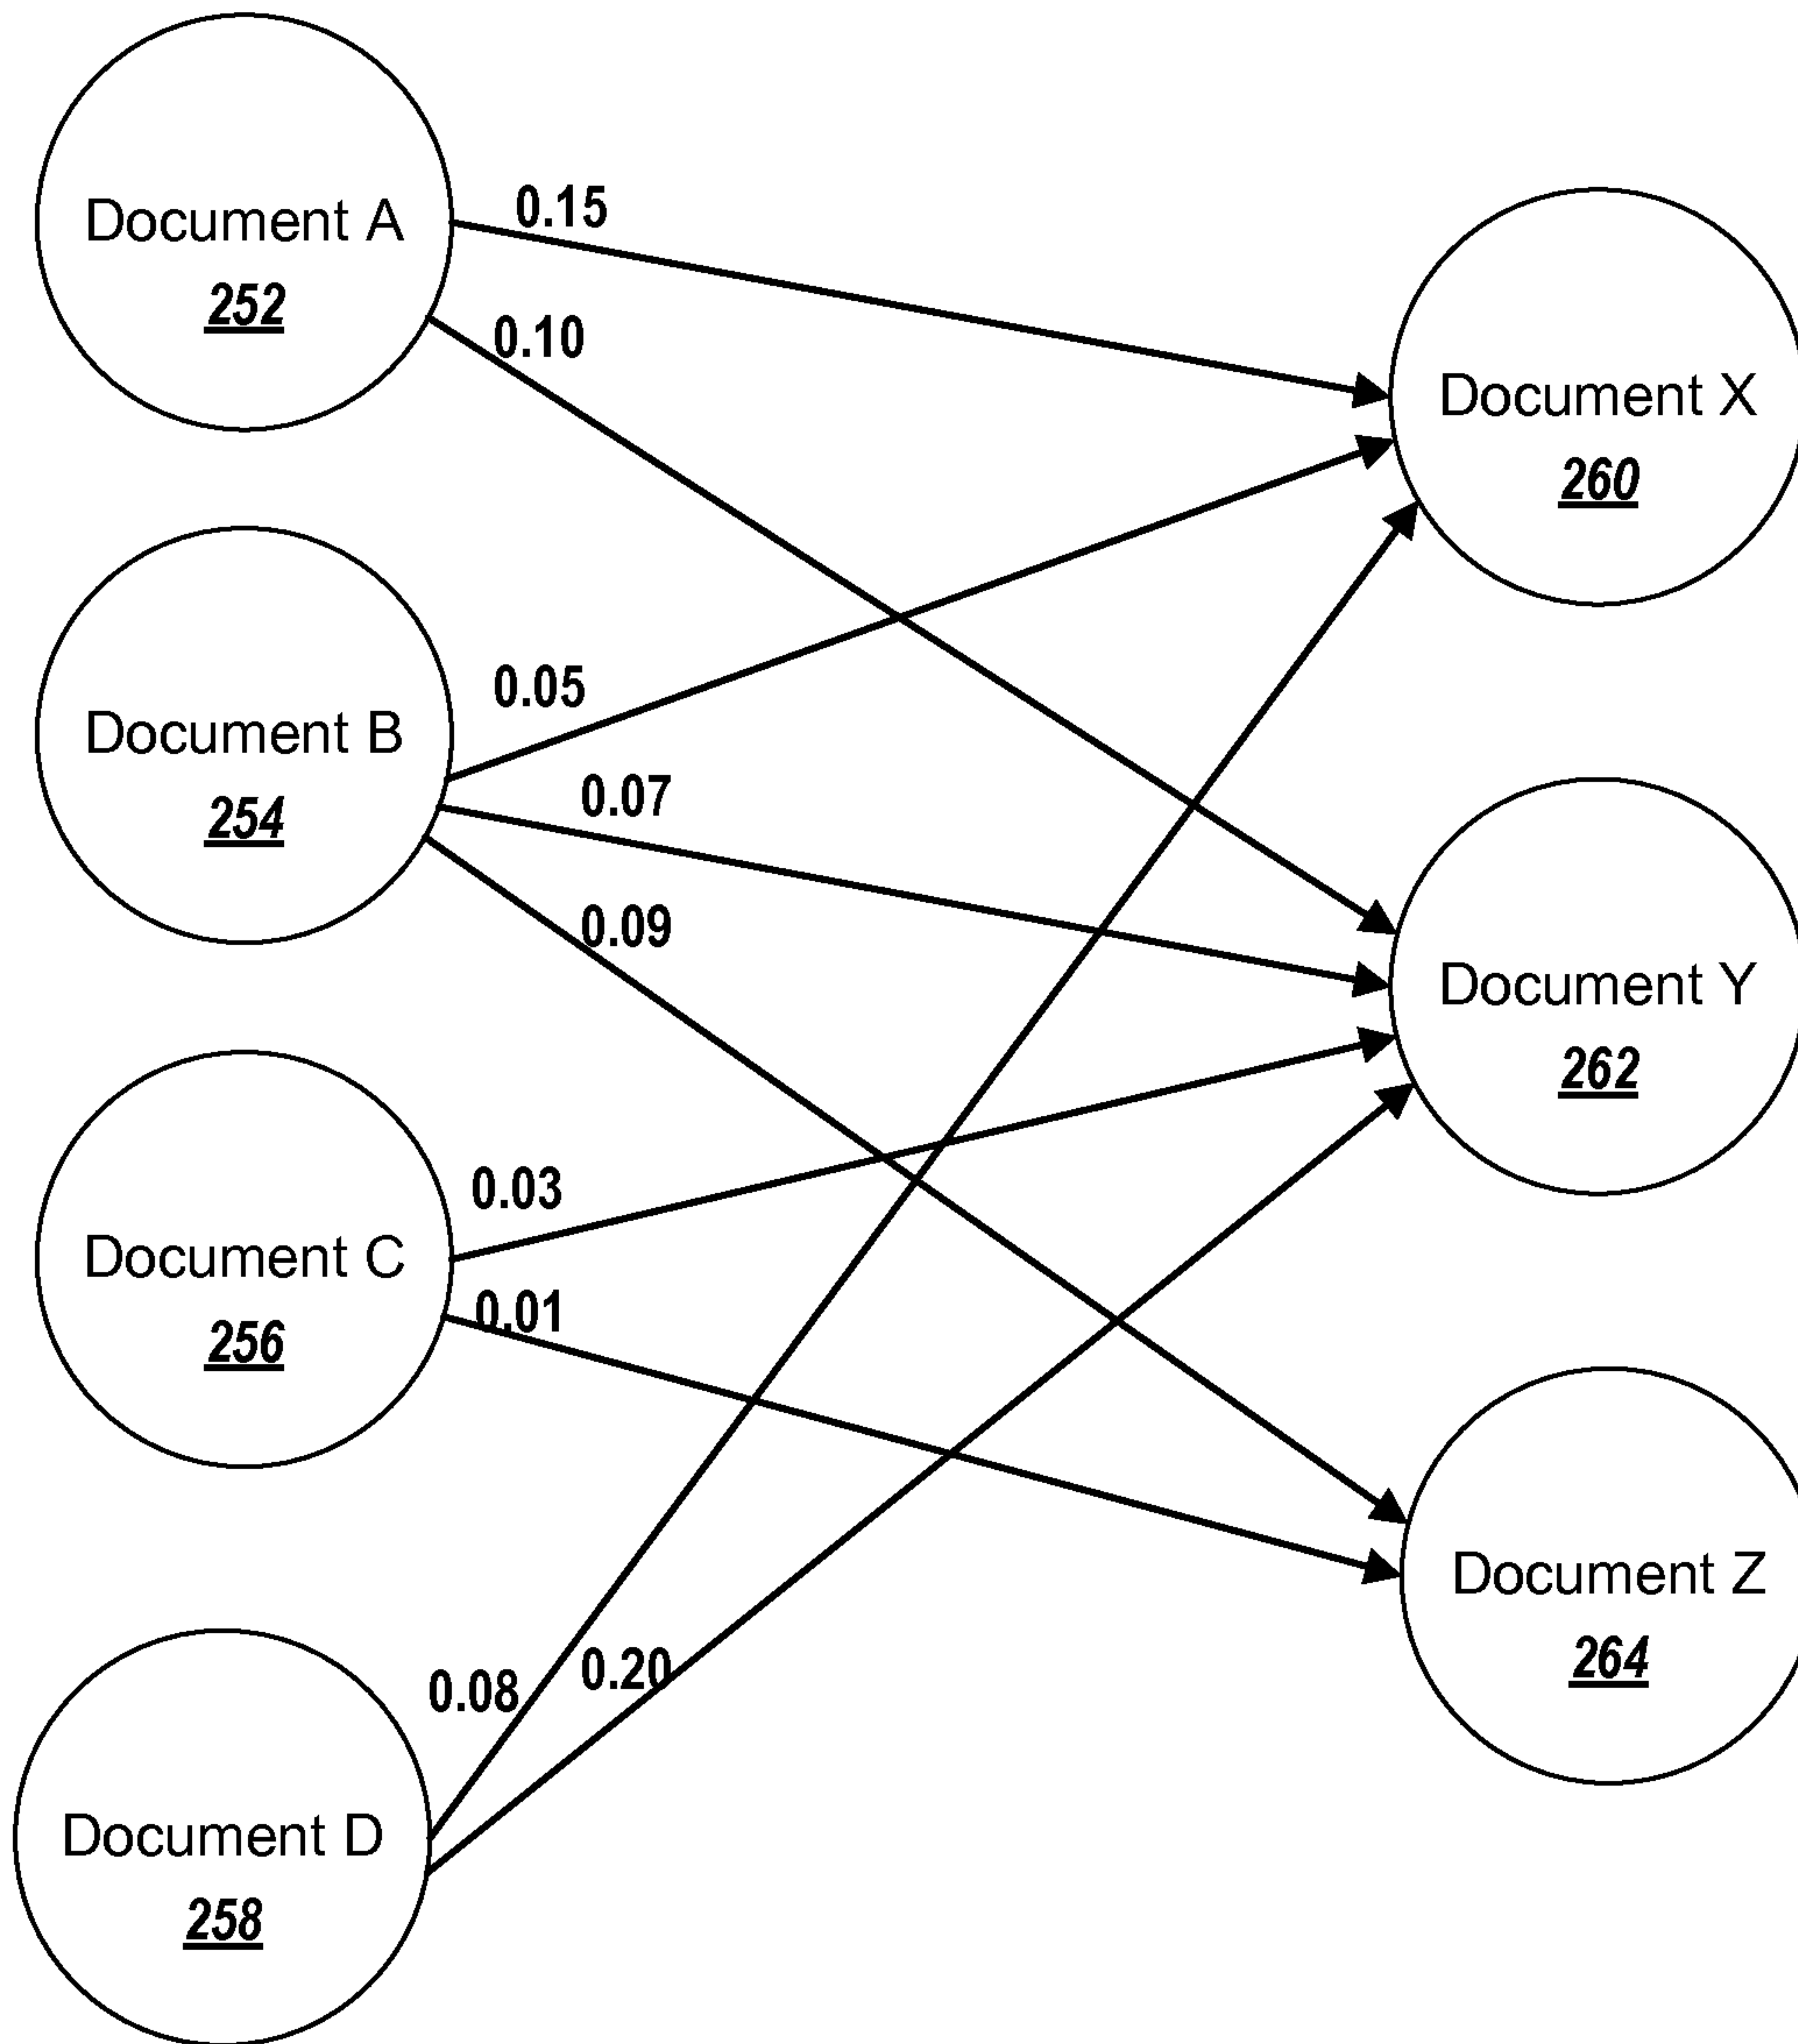 Document A
252
0.15
0.10
Document X
260
Document B
254
0.05
0.07
0.09
Document Y
262
Document C
256
0.03
0.01
Document Z
264
Document D
258
0.08
0.20